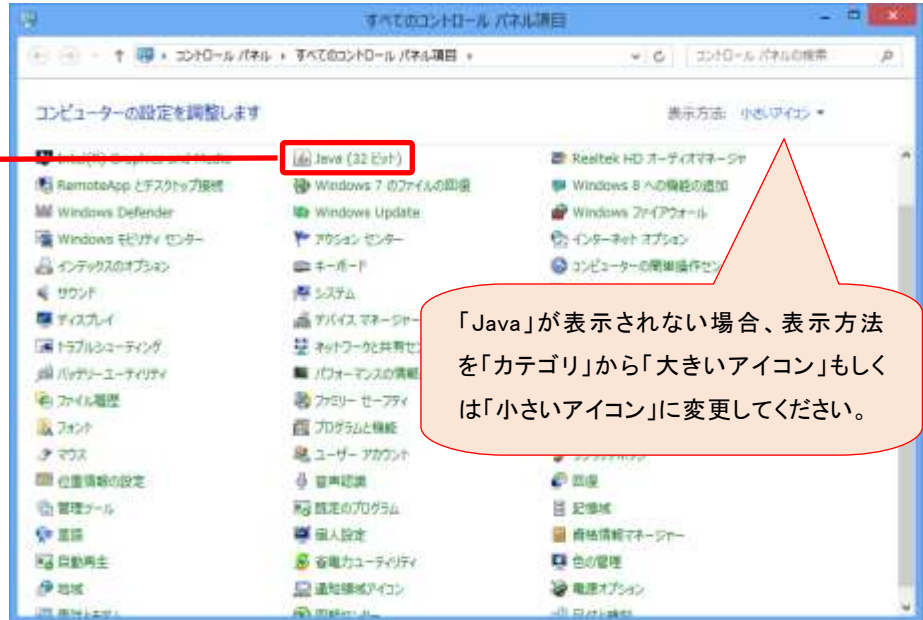 すべてのコントロール パネル項目
コントロール パネル
すべてのコントロール パネル項目
コントロール パネルの検索
コンピューターの設定を調整します
表示方法: 小さいアイコン
Java (32 ビット)
Realtek HD オーディオマネージャ
RemoteApp とデスクトップ接続
Windows 7 のファイルの回復
Windows 8 への機能の追加
Windows Defender
Windows Update
Windows ファイアウォール
Windows モビリティ センター
アクション センター
インターネット オプション
インデックスのオプション
キーボード
コンピューターの簡単操作セン
サウンド
システム
ディスプレイ
デバイス マネージャー
トラブルシューティング
ネットワークと共有セ
バッテリーユーティリティ
パフォーマンスの情報
ファイル履歴
ファミリー セーフティ
フォント
プログラムと機能
マウス
ユーザー アカウント
位置情報の設定
音声認識
回復
管理ツール
既定のプログラム
記憶域
言語
個人設定
資格情報マネージャー
自動再生
省電力ユーティリティ
色の管理
地域
通知領域アイコン
電源オプション
「Java」が表示されない場合、表示方法
を「カテゴリ」から「大きいアイコン」もしく
は「小さいアイコン」に変更してください。